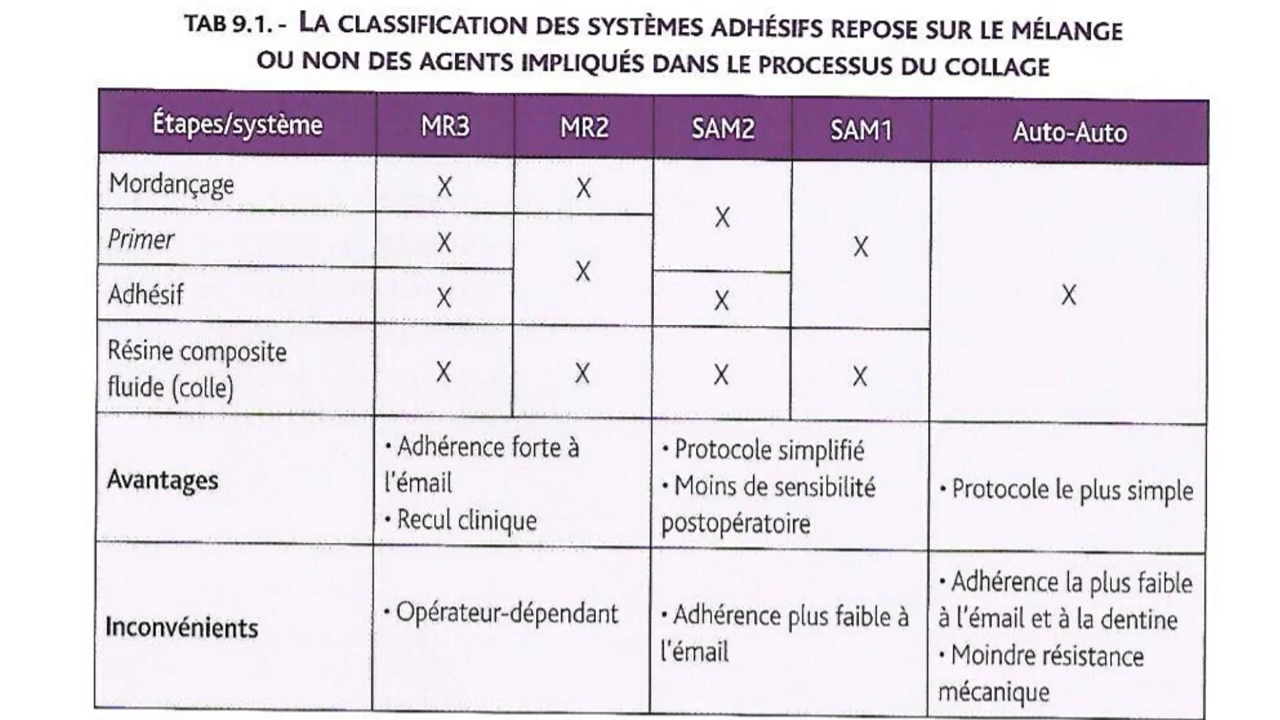 TAB 9.1. - LA CLASSIFICATION DES SYSTÈMES ADHÉSIFS REPOSE SUR LE MÉLANGE
OU NON DES AGENTS IMPLIQUÉS DANS LE PROCESSUS DU COLLAGE
Étapes/système MR3 MR2 SAM2 SAM1 Auto-Auto
Mordançage X X
X
Primer X X
X
Adhésif X X X
Résine composite
fluide (colle) X X X X
Avantages
• Adhérence forte à
l'émail
• Recul clinique
• Protocole simplifié
• Moins de sensibilité
postopératoire
• Protocole le plus simple
Inconvénients
• Opérateur-dépendant
• Adhérence plus faible à
l'émail
• Adhérence la plus faible
à l'émail et à la dentine
• Moindre résistance
mécanique